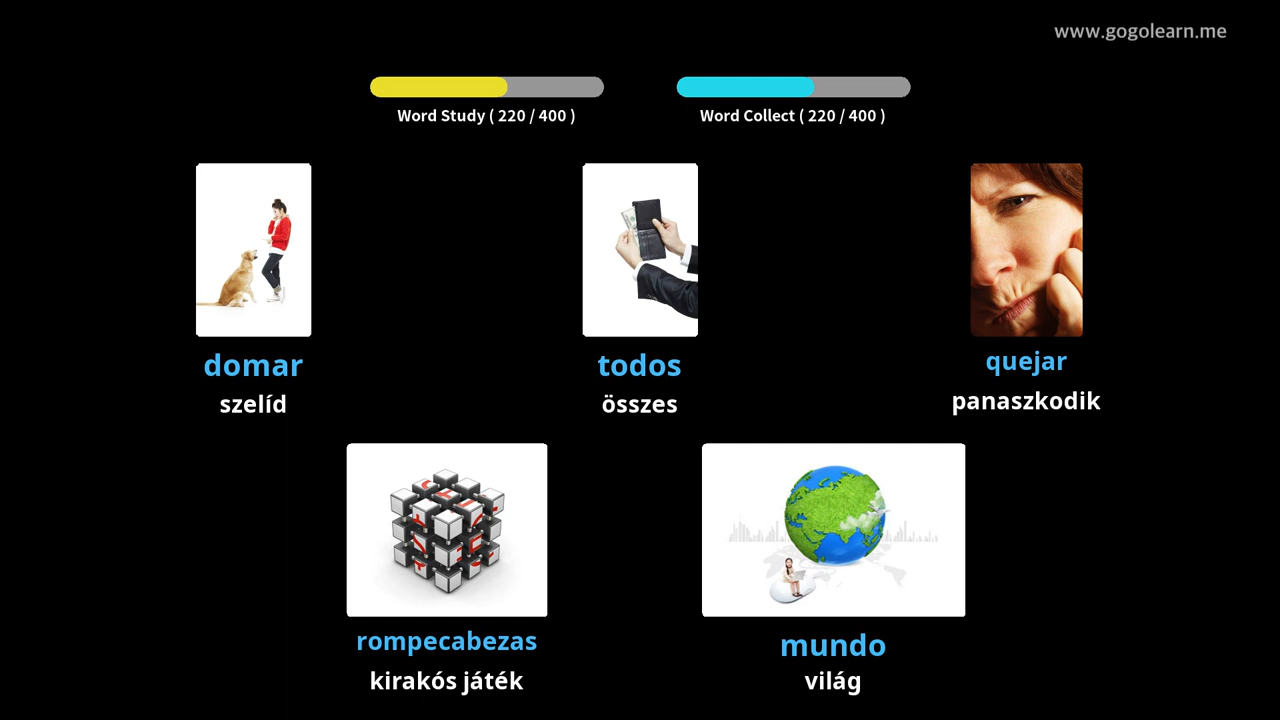 www.gogolearn.me
Word Study ( 220 / 400 )
Word Collect ( 220 / 400 )
domar
szelíd
todos
összes
quejar
panaszkodik
rompecabezas
kirakós játék
mundo
világ